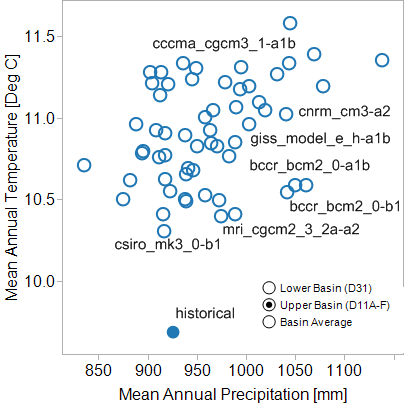 11.5
11.0
10.5
10.0
Mean Annual Temperature [Deg C]
cccma_cgcm3_1-a1b
cnrm_cm3-a2
giss_model_e_h-a1b
bccr_bcm2_0-a1b
bccr_bcm2_0-b1
mri_cgcm2_3_2a-a2
csiro_mk3_0-b1
historical
Lower Basin (D31)
Upper Basin (D11A-F)
Basin Average
850 900 950 1000 1050 1100
Mean Annual Precipitation [mm]